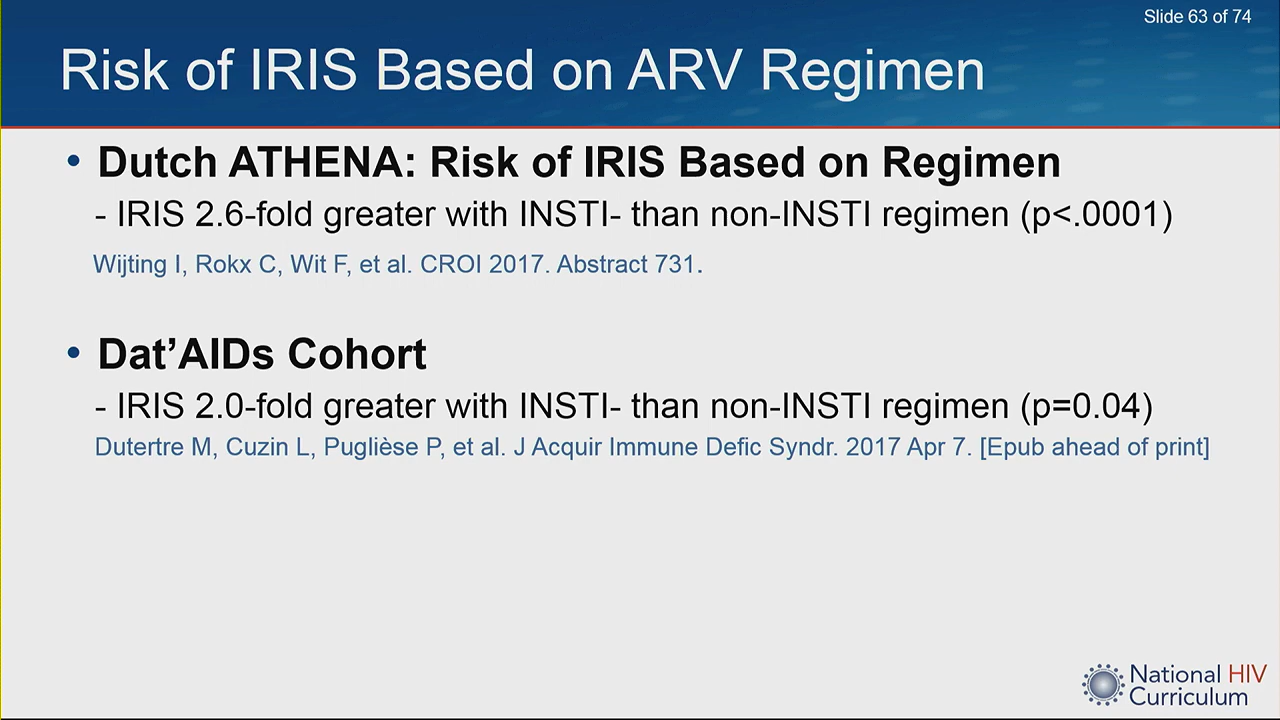 Slide 63 of 74
Risk of IRIS Based on ARV Regimen
• Dutch ATHENA: Risk of IRIS Based on Regimen
- IRIS 2.6-fold greater with INSTI- than non-INSTI regimen (p<.0001)
Wijting I, Rokx C, Wit F, et al. CROI 2017. Abstract 731.
• Dat’AIDs Cohort
- IRIS 2.0-fold greater with INSTI- than non-INSTI regimen (p=0.04)
Dutertre M, Cuzin L, Puglièse P, et al. J Acquir Immune Defic Syndr. 2017 Apr 7. [Epub ahead of print]
National HIV
Curriculum